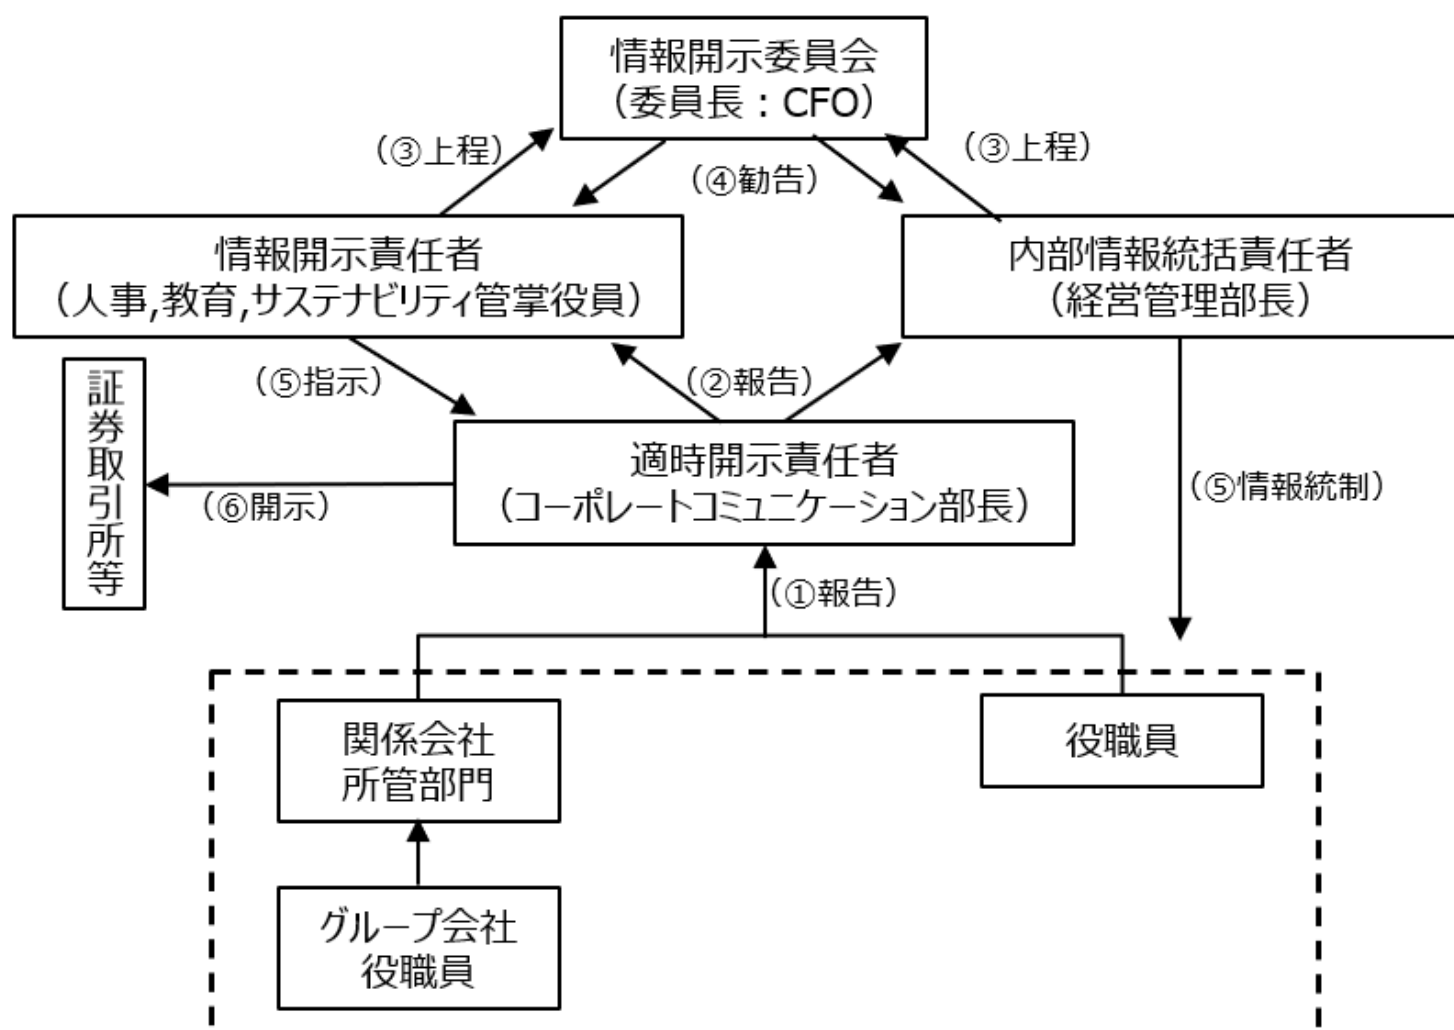 情報開示委員会
（委員長：CFO）
（③上程）
（③上程）
（④勧告）
情報開示責任者
（人事,教育,サステナビリティ管掌役員）
内部情報統括責任者
（経営管理部長）
（⑤指示）
（②報告）
証券取引所等
適時開示責任者
（コーポレートコミュニケーション部長）
（⑤情報統制）
（⑥開示）
（①報告）
関係会社
所管部門
役職員
グループ会社
役職員